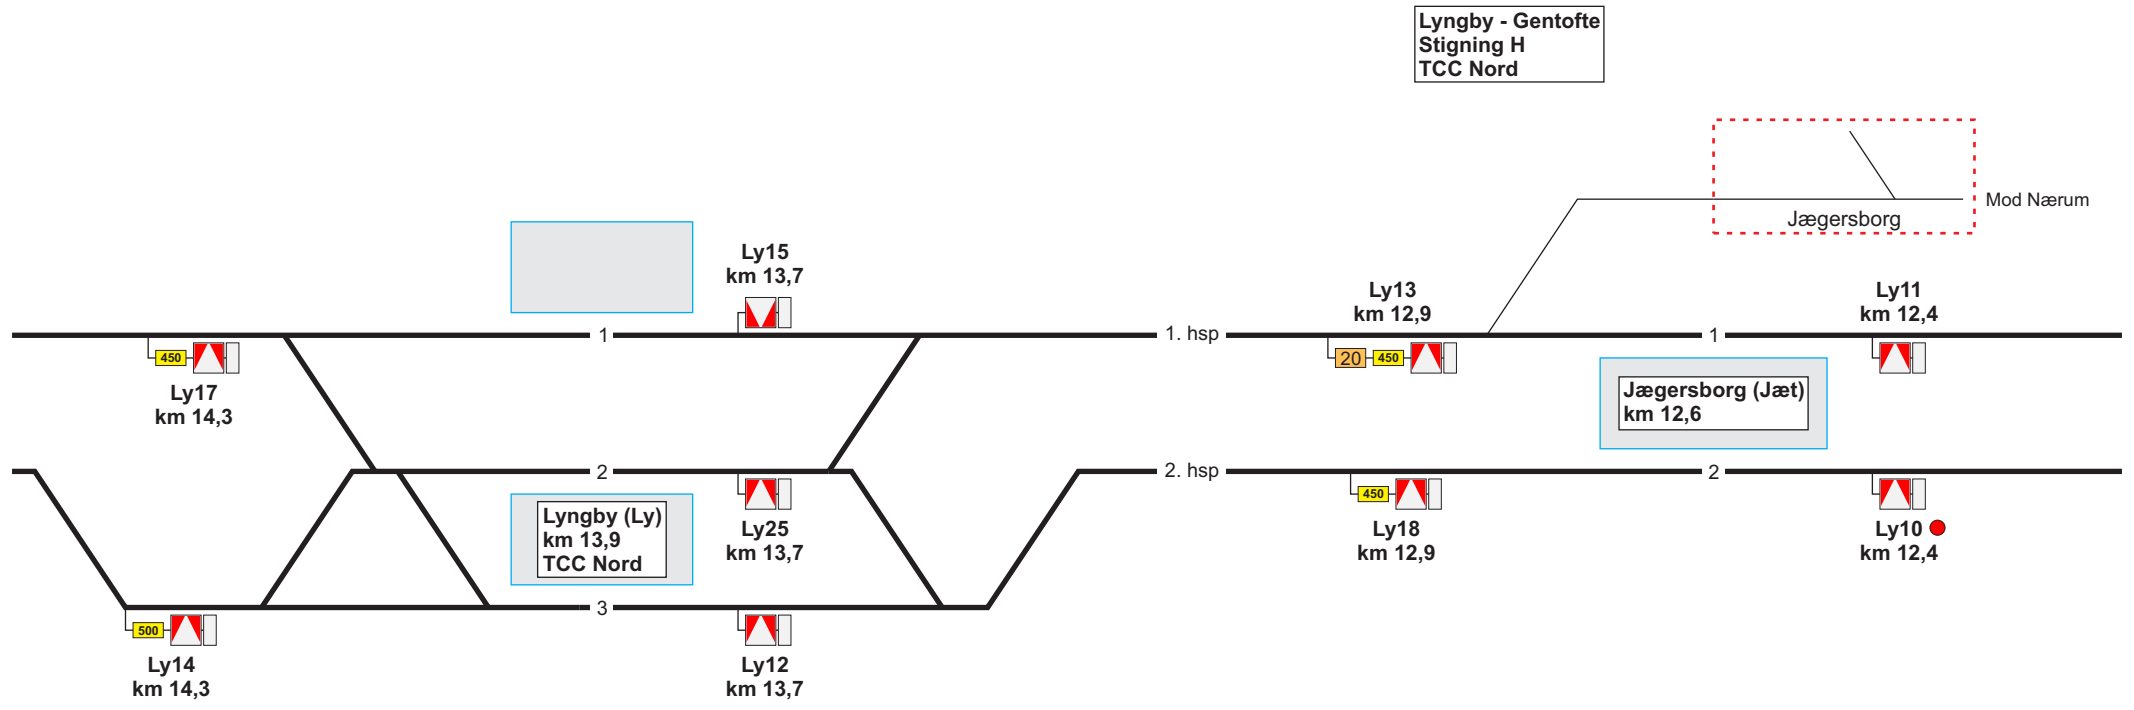 Lyngby - Gentofte
Stigning H
TCC Nord
Mod Nærum
Jægersborg
Ly15
km 13,7
Ly13
km 12,9
Ly11
km 12,4
1
1. hsp
1
450
20
450
Ly17
km 14,3
Jægersborg (Jæt)
km 12,6
2
2. hsp
2
450
Lyngby (Ly)
km 13,9
TCC Nord
Ly25
km 13,7
Ly18
km 12,9
Ly10
km 12,4
3
500
Ly14
km 14,3
Ly12
km 13,7